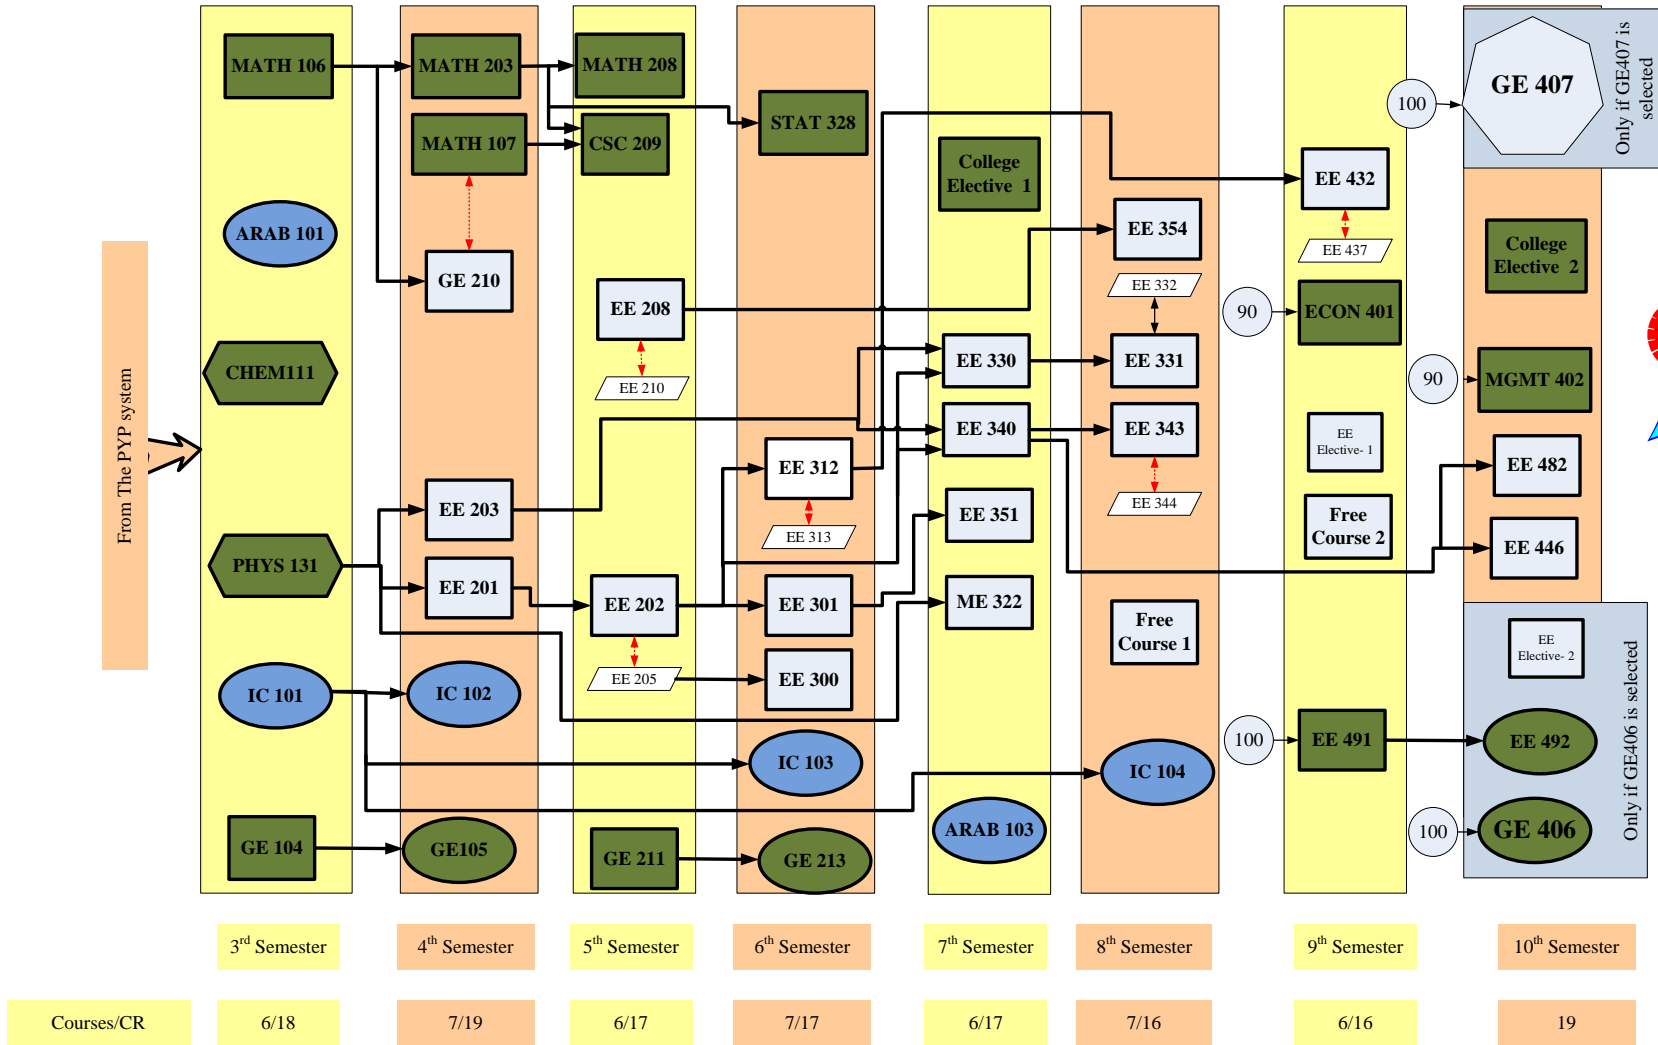 From The PYP system
MATH 106
ARAB 101
CHEM111
PHYS 131
IC 101
GE 104
MATH 203
MATH 107
GE 210
EE 203
EE 201
IC 102
GE105
MATH 208
CSC 209
EE 208
EE 210
EE 202
EE 205
GE 211
STAT 328
EE 312
EE 313
EE 301
EE 300
IC 103
GE 213
College
Elective 1
EE 330
EE 340
EE 351
ME 322
ARAB 103
EE 354
EE 332
EE 331
EE 343
EE 344
Free
Course 1
IC 104
EE 432
EE 437
90
ECON 401
EE
Elective- 1
Free
Course 2
100
EE 491
100
GE 407
Only if GE407 is
selected
College
Elective 2
90
MGMT 402
EE 482
EE 446
EE
Elective- 2
EE 492
100
GE 406
Only if GE406 is selected
3rd Semester
4th Semester
5th Semester
6th Semester
7th Semester
8th Semester
9th Semester
10th Semester
Courses/CR
6/18
7/19
6/17
7/17
6/17
7/16
6/16
19